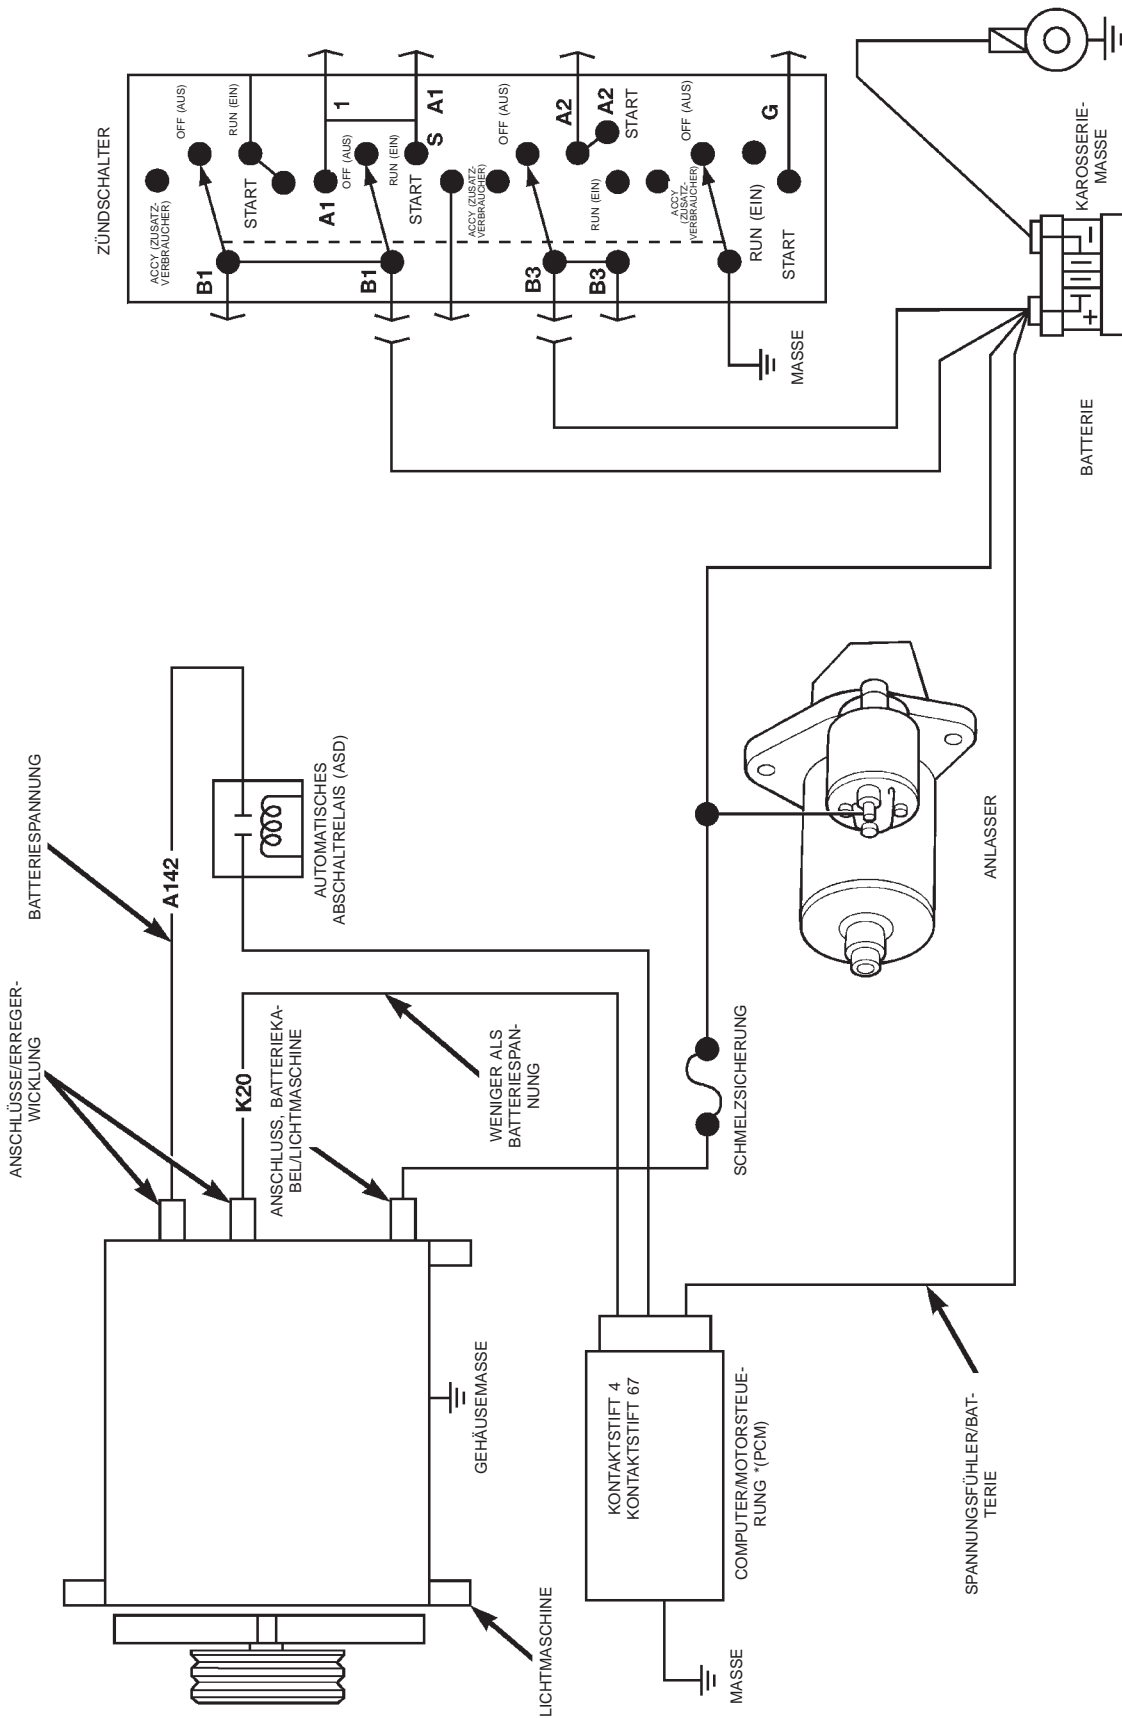 ANSCHLÜSSE/ERREGER-
WICKLUNG
BATTERIESPANNUNG
A142
K20
ANSCHLUSS, BATTERIEKA-
BEL/LICHTMASCHINE
AUTOMATISCHES
ABSCHALTRELAIS (ASD)
WENIGER ALS
BATTERIESPAN-
NUNG
LICHTMASCHINE
GEHÄUSEMASSE
KONTAKTSTIFT 4
KONTAKTSTIFT 67
COMPUTER/MOTORSTEUE-
RUNG *(PCM)
MASSE
SCHMELZSICHERUNG
SPANNUNGSFÜHLER/BAT-
TERIE
ANLASSER
ZÜNDSCHALTER
ACCY (ZUSATZ-
VERBRAUCHER)
OFF (AUS)
RUN (EIN)
START
B1
A1
1
OFF (AUS)
RUN (EIN)
START
S
A1
B1
ACCY (ZUSATZ-
VERBRAUCHER)
OFF (AUS)
A2
A2
START
RUN (EIN)
B3
B3
ACCY
(ZUSATZ-
VERBRAUCHER)
OFF (AUS)
G
RUN (EIN)
START
MASSE
BATTERIE
+
−
KAROSSERIE-
MASSE